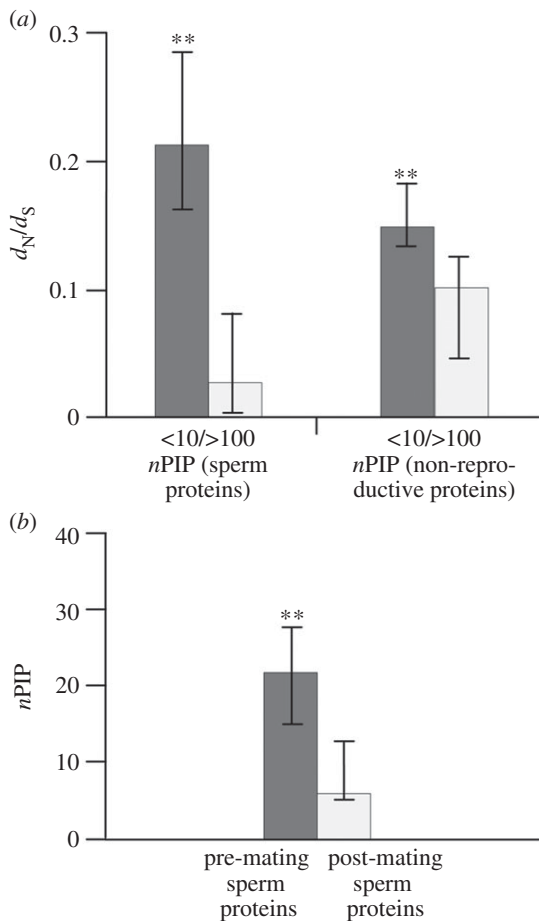 (a)
0.3
0.2
0.1
0
dN/dS
**
**
<10/>100
nPIP (sperm
proteins)
<10/>100
nPIP (non-repro-
ductive proteins)
(b)
40
30
20
10
0
nPIP
**
pre-mating
sperm
proteins
post-mating
sperm
proteins